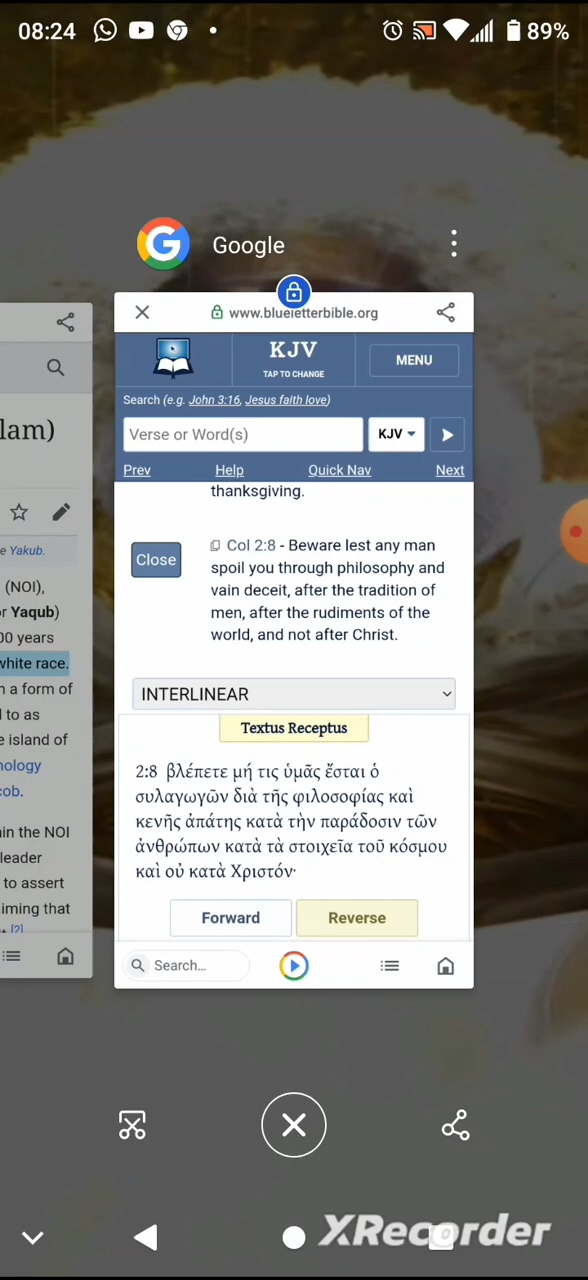 08:24
89%
Google
www.blueletterbible.org
KJV
TAP TO CHANGE
MENU
Search (e.g. John 3:16, Jesus faith love)
Verse or Word(s)
KJV
Prev Help Quick Nav Next
thanksgiving.
Close
Col 2:8 - Beware lest any man
spoil you through philosophy and
vain deceit, after the tradition of
men, after the rudiments of the
world, and not after Christ.
INTERLINEAR
Textus Receptus
2:8 βλέπετε μή τις ὑμᾶς ἔσται ὁ
συλαγωγῶν διὰ τῆς φιλοσοφίας καὶ
κενῆς ἀπάτης κατὰ τὴν παράδοσιν τῶν
ἀνθρώπων κατὰ τὰ στοιχεῖα τοῦ κόσμου
καὶ οὐ κατὰ Χριστόν·
Forward Reverse
Search...
lam)
e Yakub.
(NOI),
r Yaqub)
00 years
white race.
n a form of
l to as
e island of
nology
cob.
in the NOI
leader
to assert
iming that
[2]
XRecorder